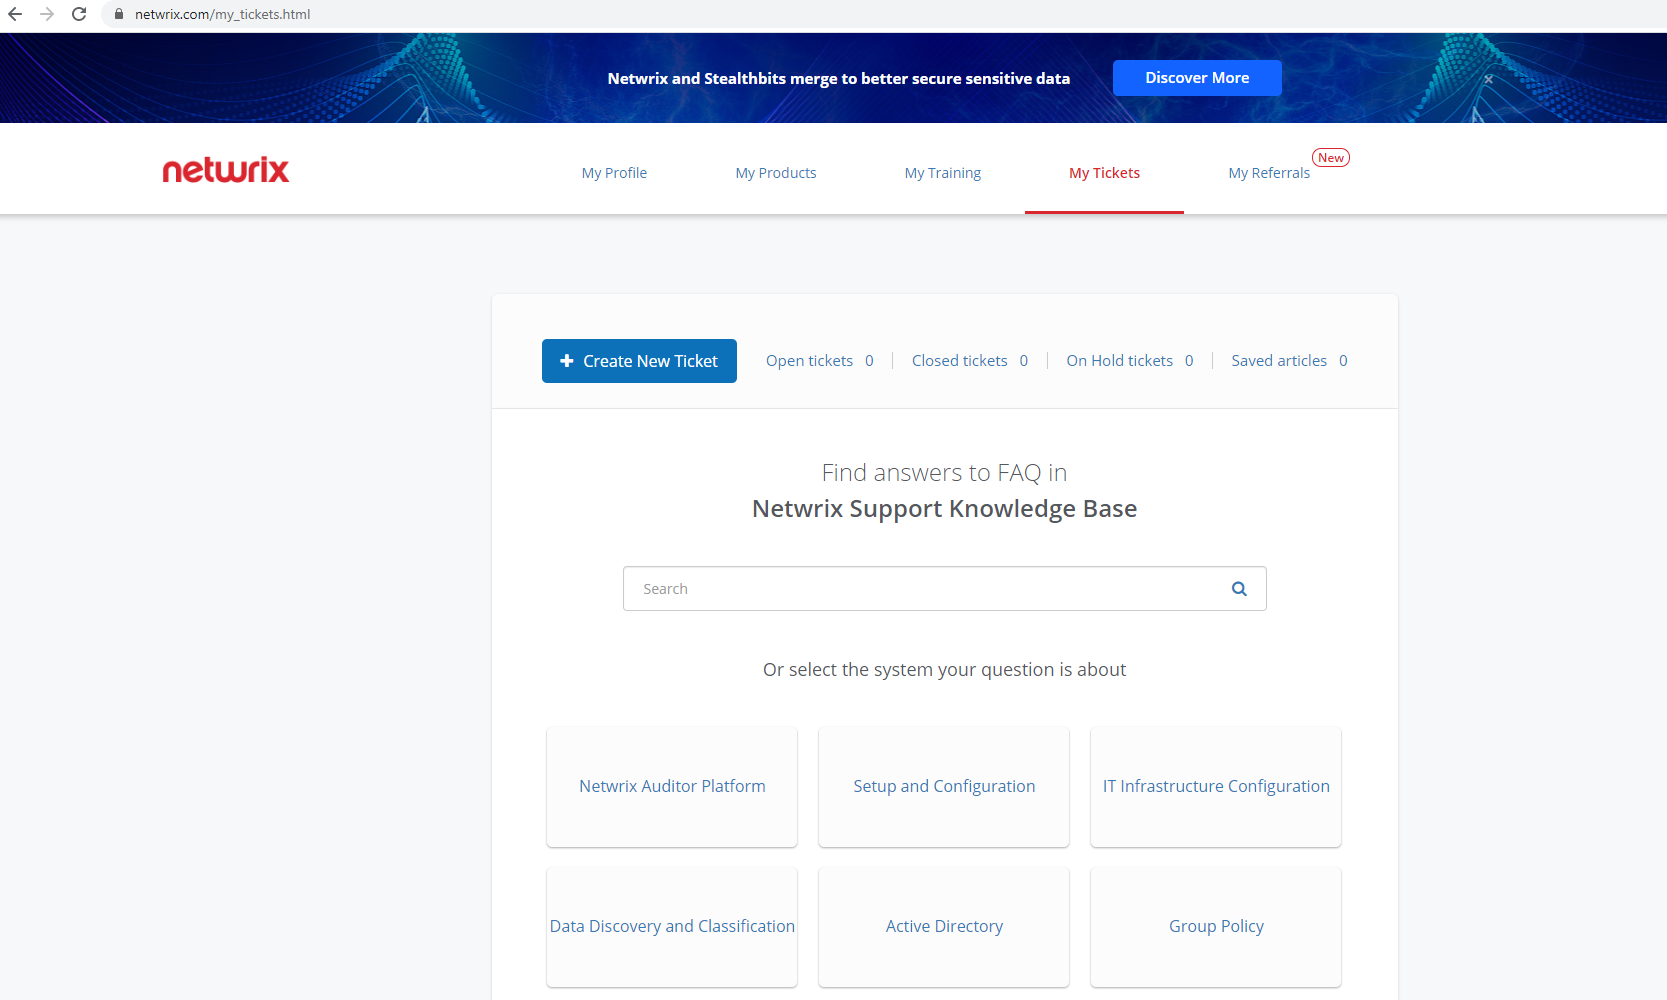 netwrix.com/my_tickets.html
Netwrix and Stealthbits merge to better secure sensitive data
Discover More
×
netwrix
My Profile
My Products
My Training
My Tickets
My Referrals
New
Create New Ticket
Open tickets 0
Closed tickets 0
On Hold tickets 0
Saved articles 0
Find answers to FAQ in
Netwrix Support Knowledge Base
Search
Or select the system your question is about
Netwrix Auditor Platform
Setup and Configuration
IT Infrastructure Configuration
Data Discovery and Classification
Active Directory
Group Policy